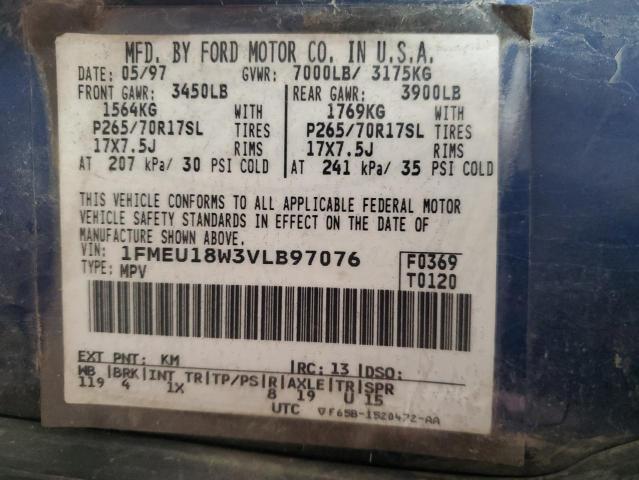 MFD. BY FORD MOTOR CO. IN U.S.A.
DATE: 05/97 GVWR: 7000LB/ 3175KG
FRONT GAWR: 3450LB REAR GAWR: 3900LB
1564KG WITH 1769KG WITH
P265/70R17SL TIRES P265/70R17SL TIRES
17X7.5J RIMS 17X7.5J RIMS
AT 207 kPa/ 30 PSI COLD AT 241 kPa/ 35 PSI COLD
THIS VEHICLE CONFORMS TO ALL APPLICABLE FEDERAL MOTOR
VEHICLE SAFETY STANDARDS IN EFFECT ON THE DATE OF
MANUFACTURE SHOWN ABOVE.
VIN: 1FMEU18W3VLB97076 F0369
TYPE: MPV T0120
EXT PNT: KM RC: 13 DSO:
WB BRK INT TR TP/PS R AXLE TR SPR
119 4 1X 8 19 U 15
UTC ▽F65B-1520472-AA